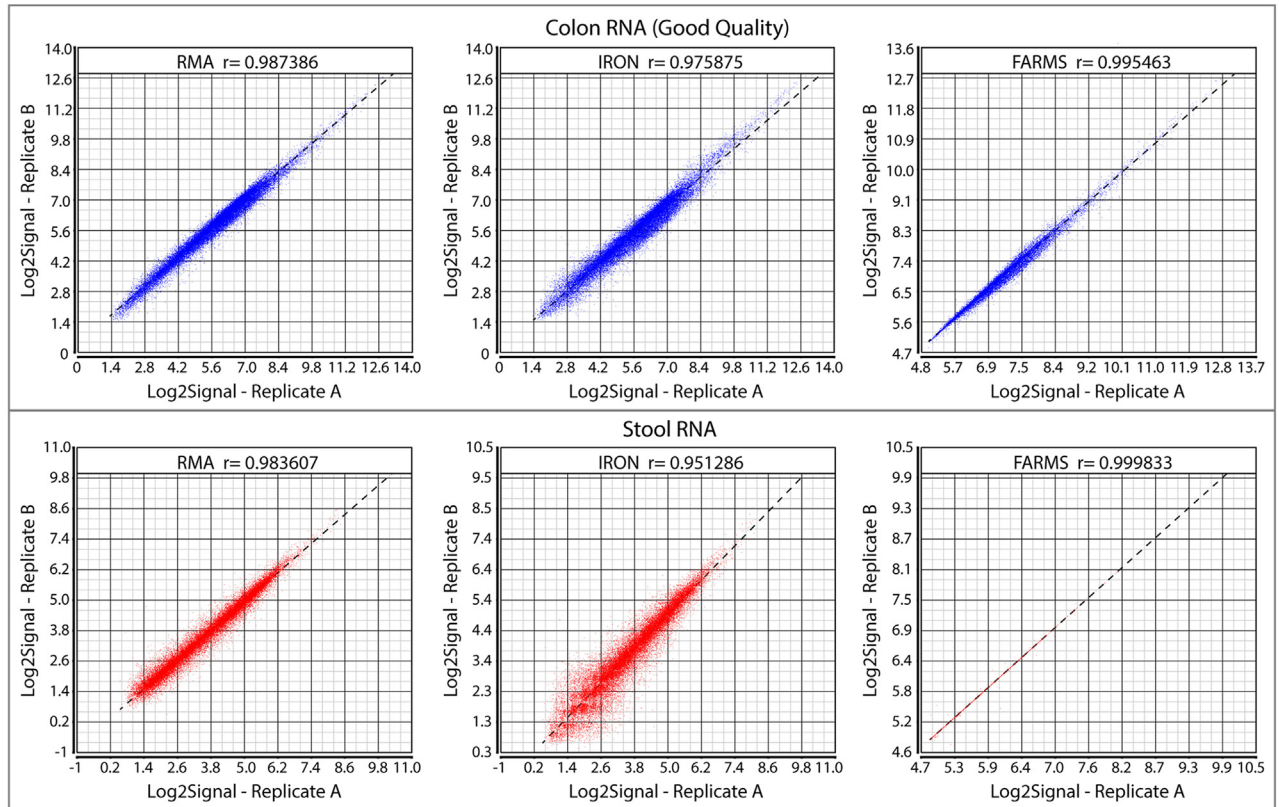 Colon RNA (Good Quality)
RMA r= 0.987386
14.0
12.6
11.2
9.8
8.4
7.0
5.6
4.2
2.8
1.4
0
Log2Signal - Replicate B
0 1.4 2.8 4.2 5.6 7.0 8.4 9.8 11.2 12.6 14.0
Log2Signal - Replicate A
IRON r= 0.975875
14.0
12.6
11.2
9.8
8.4
7.0
5.6
4.2
2.8
1.4
0
Log2Signal - Replicate B
0 1.4 2.8 4.2 5.6 7.0 8.4 9.8 11.2 12.6 14.0
Log2Signal - Replicate A
FARMS r= 0.995463
13.6
12.7
11.8
10.9
10.0
9.1
8.3
7.4
6.5
5.6
4.7
Log2Signal - Replicate B
4.8 5.7 6.9 7.5 8.4 9.2 10.1 11.0 11.9 12.8 13.7
Log2Signal - Replicate A
Stool RNA
RMA r= 0.983607
11.0
9.8
8.6
7.4
6.2
5.0
3.8
2.6
1.4
0.2
-1
Log2Signal - Replicate B
-1 0.2 1.4 2.6 3.8 5.0 6.2 7.4 8.6 9.8 11.0
Log2Signal - Replicate A
IRON r= 0.951286
10.5
9.5
8.5
7.4
6.4
5.4
4.4
3.4
2.3
1.3
0.3
Log2Signal - Replicate B
-1 0.2 1.4 2.6 3.8 5.0 6.2 7.4 8.6 9.8 11.0
Log2Signal - Replicate A
FARMS r= 0.999833
10.5
9.9
9.3
8.7
8.1
7.5
6.9
6.4
5.8
5.2
4.6
Log2Signal - Replicate B
4.7 5.3 5.9 6.4 7.0 7.6 8.2 8.7 9.3 9.9 10.5
Log2Signal - Replicate A